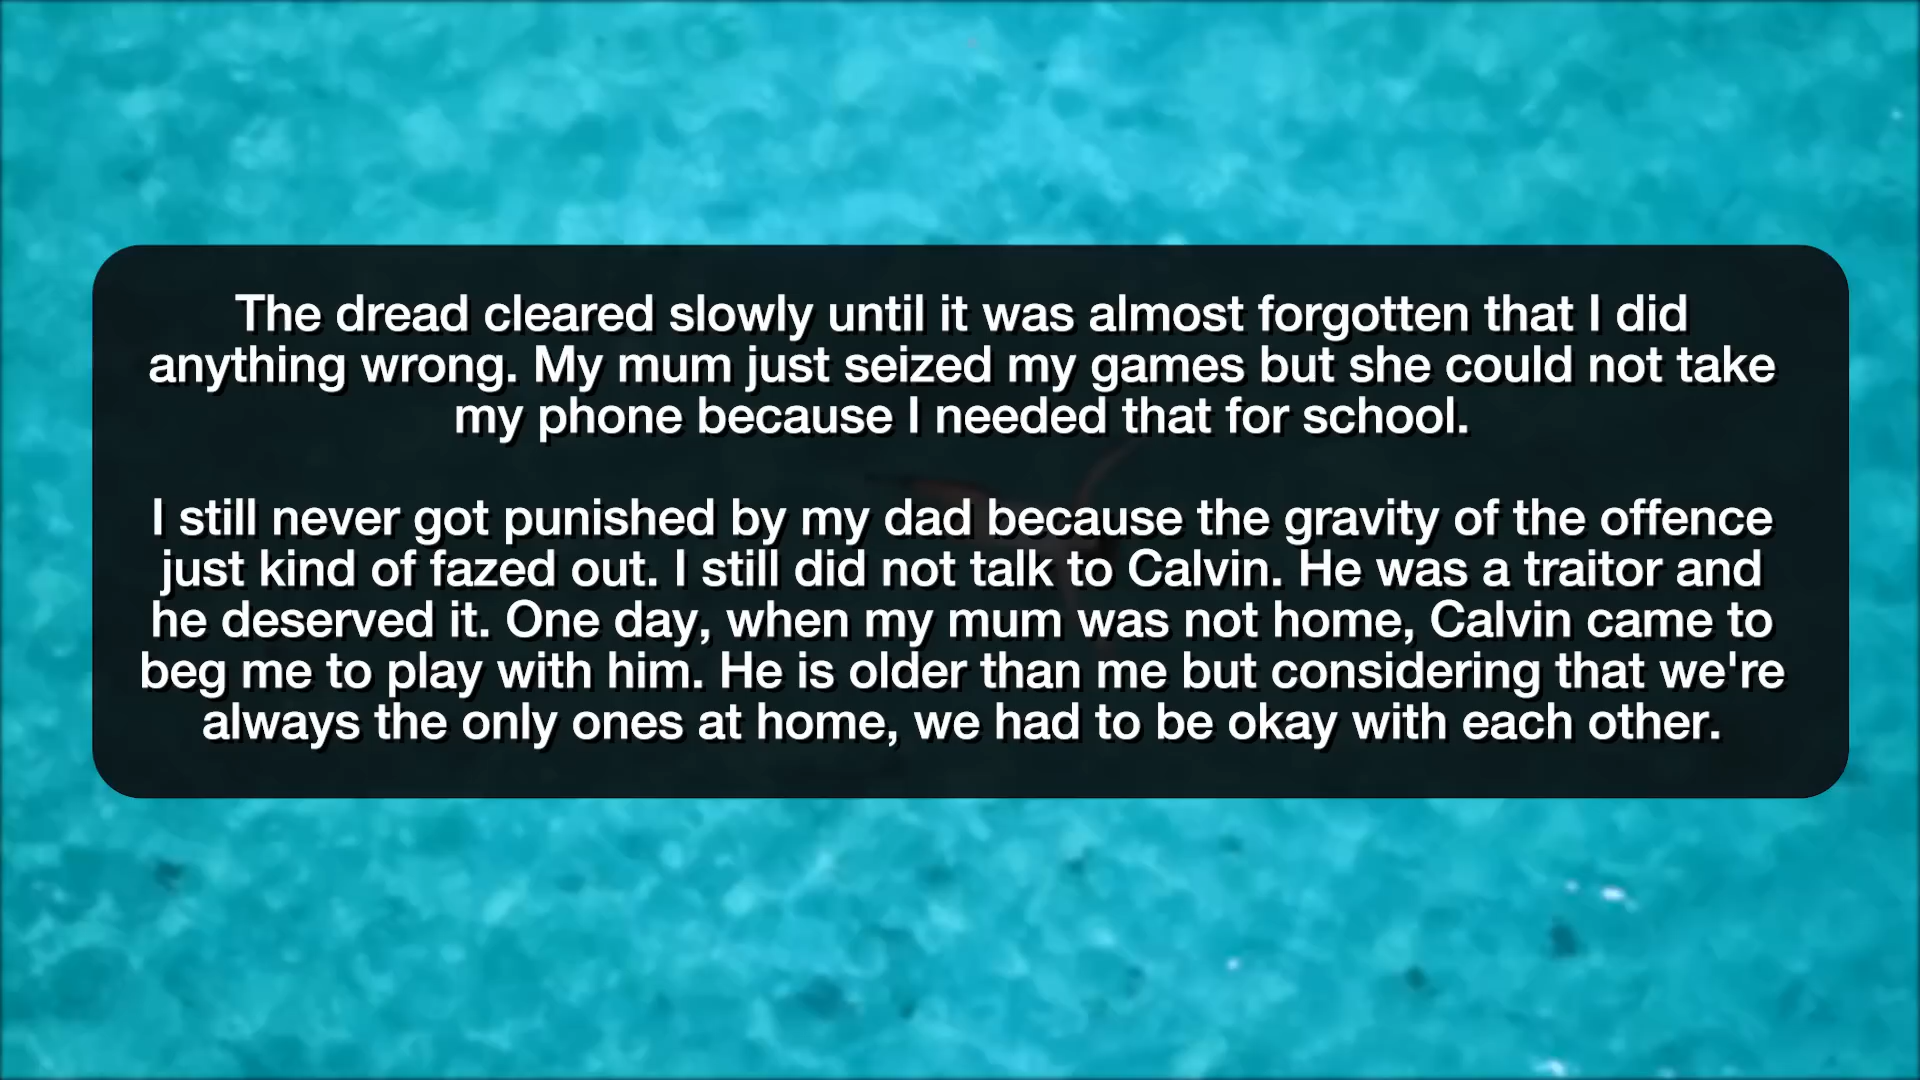 The dread cleared slowly until it was almost forgotten that I did
anything wrong. My mum just seized my games but she could not take
my phone because I needed that for school.
I still never got punished by my dad because the gravity of the offence
just kind of fazed out. I still did not talk to Calvin. He was a traitor and
he deserved it. One day, when my mum was not home, Calvin came to
beg me to play with him. He is older than me but considering that we're
always the only ones at home, we had to be okay with each other.